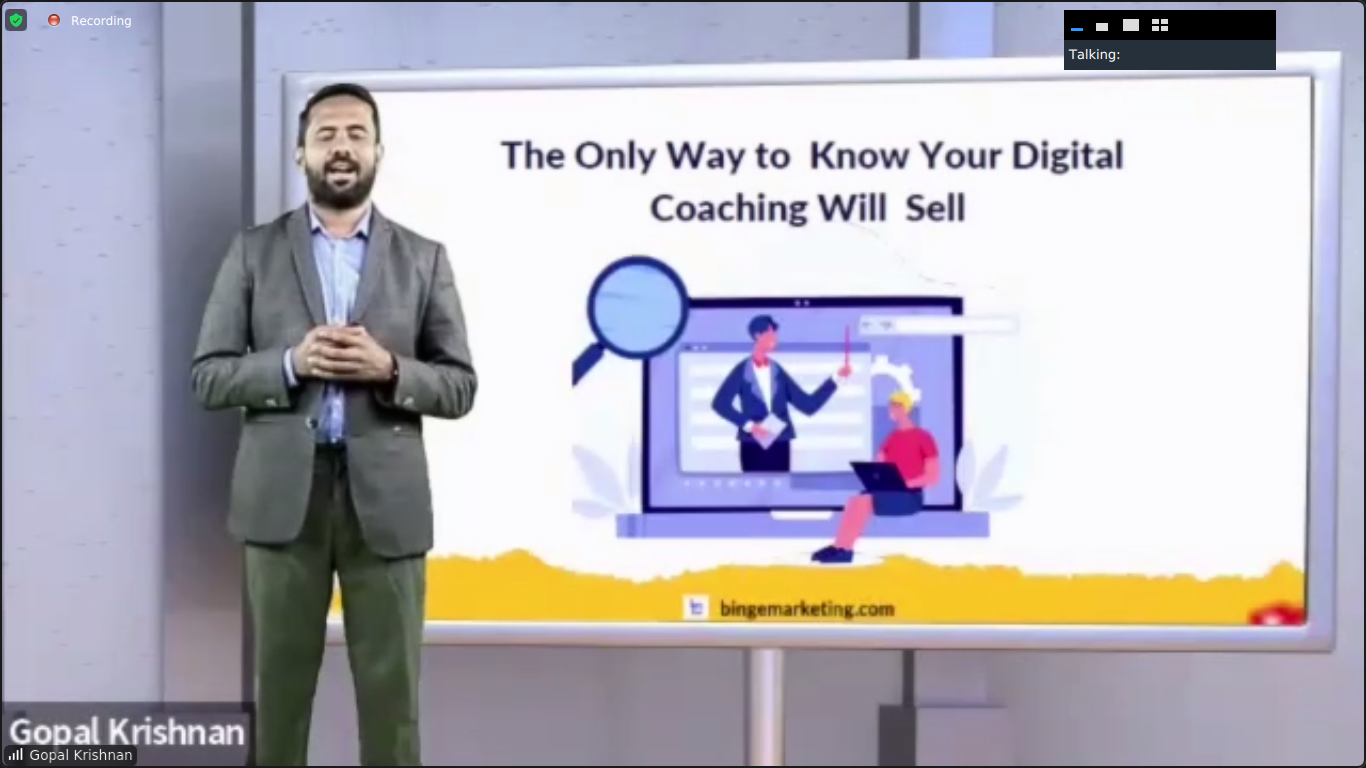 Recording
Talking:
The Only Way to Know Your Digital
Coaching Will Sell
bingemarketing.com
Gopal Krishnan
Gopal Krishnan